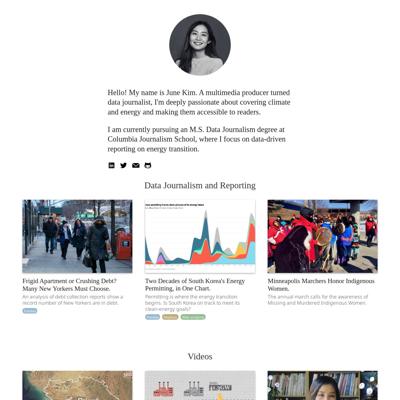 Hello! My name is June Kim. A multimedia producer turned
data journalist, I'm deeply passionate about covering climate
and energy and making them accessible to readers.
I am currently pursuing an M.S. Data Journalism degree at
Columbia Journalism School, where I focus on data-driven
reporting on energy transition.
Data Journalism and Reporting
Frigid Apartment or Crushing Debt?
Many New Yorkers Must Choose.
An analysis of debt collection reports show a
record number of New Yorkers are in debt.
Two Decades of South Korea's Energy
Permitting, in One Chart.
Permitting is where the energy transition
begins. Is South Korea on track to meet its
clean-energy goals?
Minneapolis Marchers Honor Indigenous
Women.
The annual march calls for the awareness of
Missing and Murdered Indigenous Women.
Videos